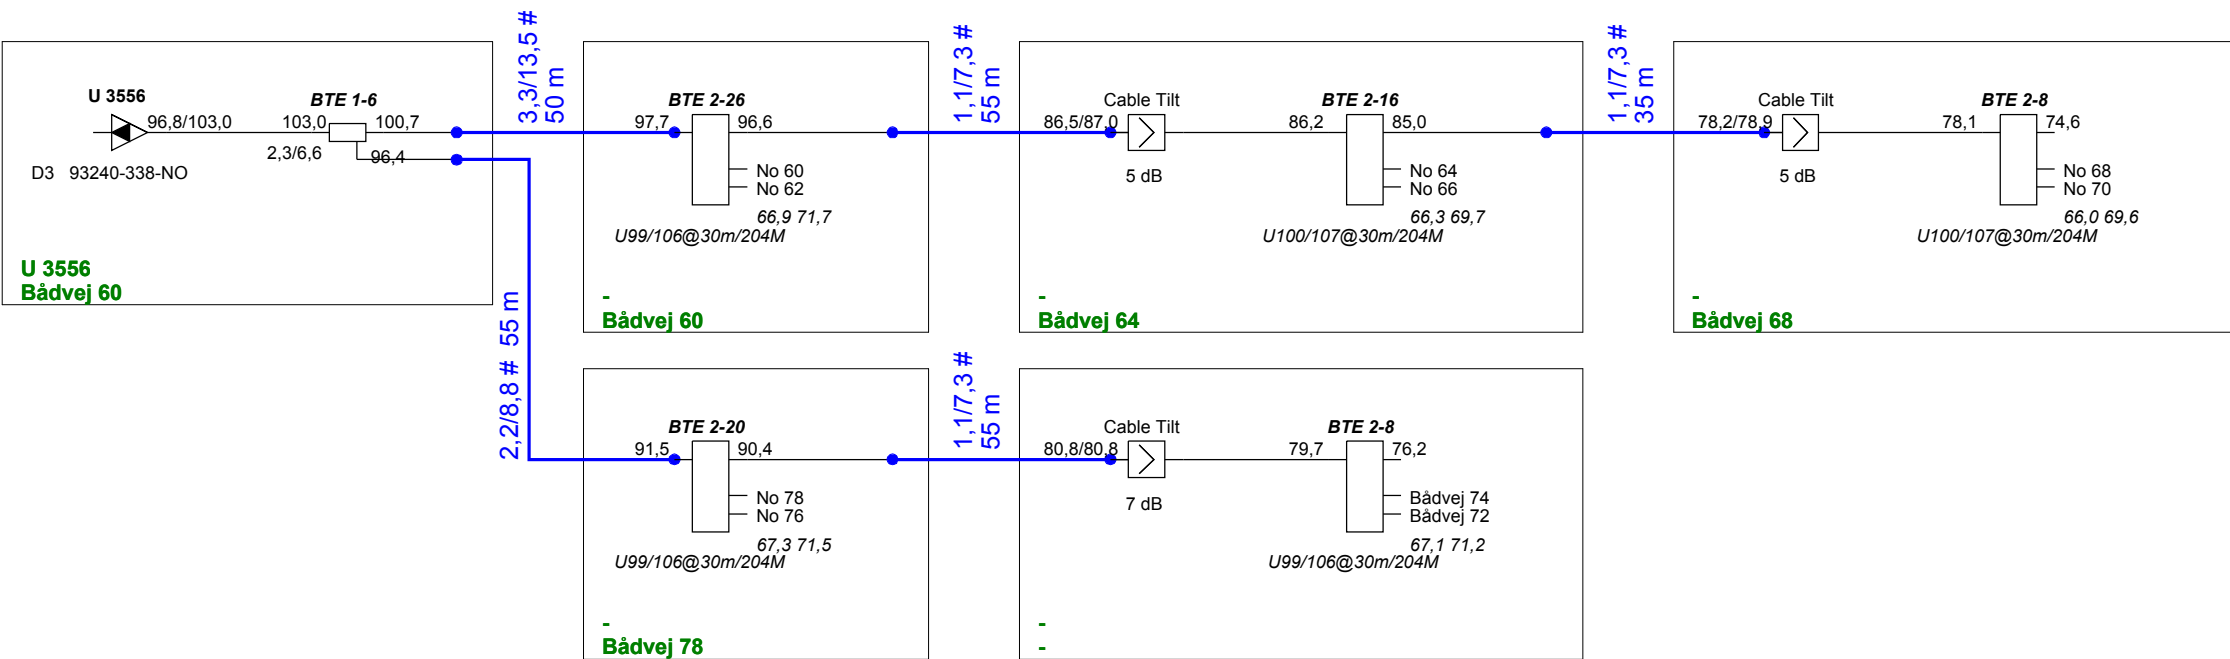 U 3556
96,8/103,0
D3 93240-338-NO
BTE 1-6
103,0
100,7
2,3/6,6
96,4
U 3556
Bådvej 60
3,3/13,5 #
50 m
BTE 2-26
97,7
96,6
No 60
No 62
66,9 71,7
U99/106@30m/204M
-
Bådvej 60
1,1/7,3 #
55 m
Cable Tilt
86,5/87,0
5 dB
BTE 2-16
86,2
85,0
No 64
No 66
66,3 69,7
U100/107@30m/204M
-
Bådvej 64
1,1/7,3 #
35 m
Cable Tilt
78,2/78,9
5 dB
BTE 2-8
78,1
74,6
No 68
No 70
66,0 69,6
U100/107@30m/204M
-
Bådvej 68
2,2/8,8 # 55 m
BTE 2-20
91,5
90,4
No 78
No 76
67,3 71,5
U99/106@30m/204M
-
Bådvej 78
1,1/7,3 #
55 m
Cable Tilt
80,8/80,8
7 dB
BTE 2-8
79,7
76,2
Bådvej 74
Bådvej 72
67,1 71,2
U99/106@30m/204M
-
-